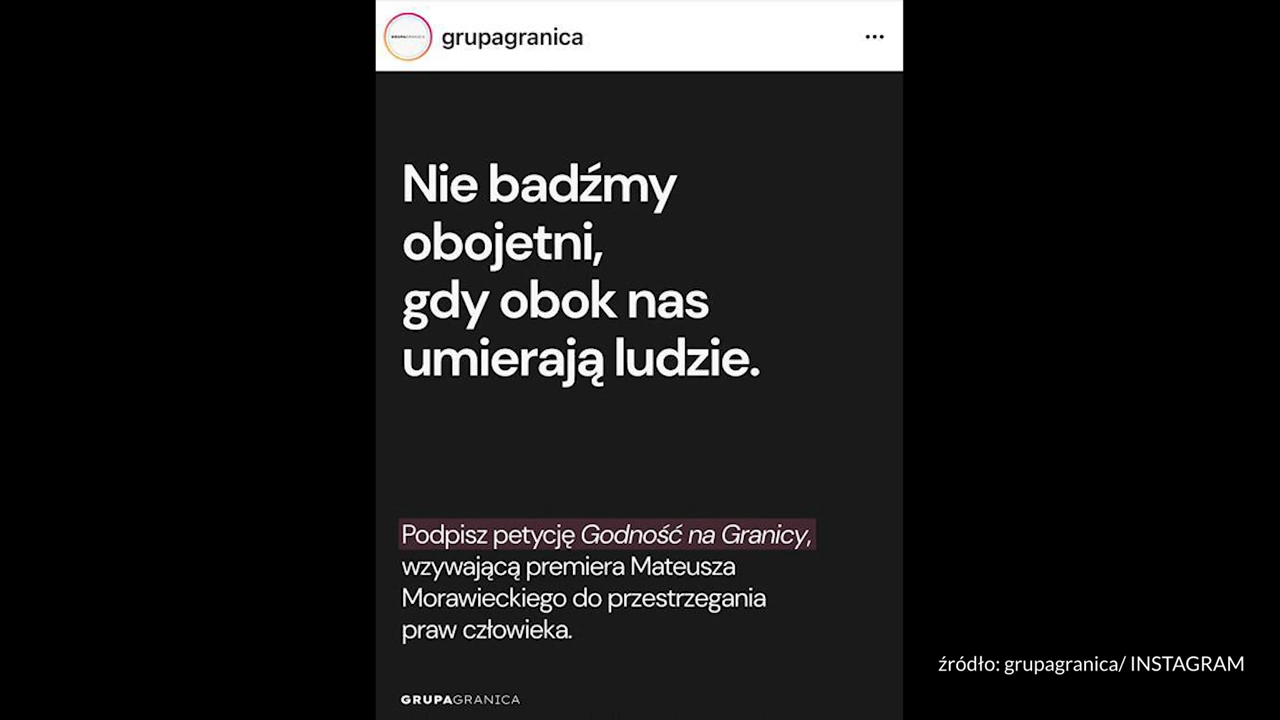 GRUPAGRANICA
grupagranica
Nie badźmy
obojetni,
gdy obok nas
umierają ludzie.
Podpisz petycję Godność na Granicy,
wzywającą premiera Mateusza
Morawieckiego do przestrzegania
praw człowieka.
GRUPAGRANICA
źródło: grupagranica/ INSTAGRAM